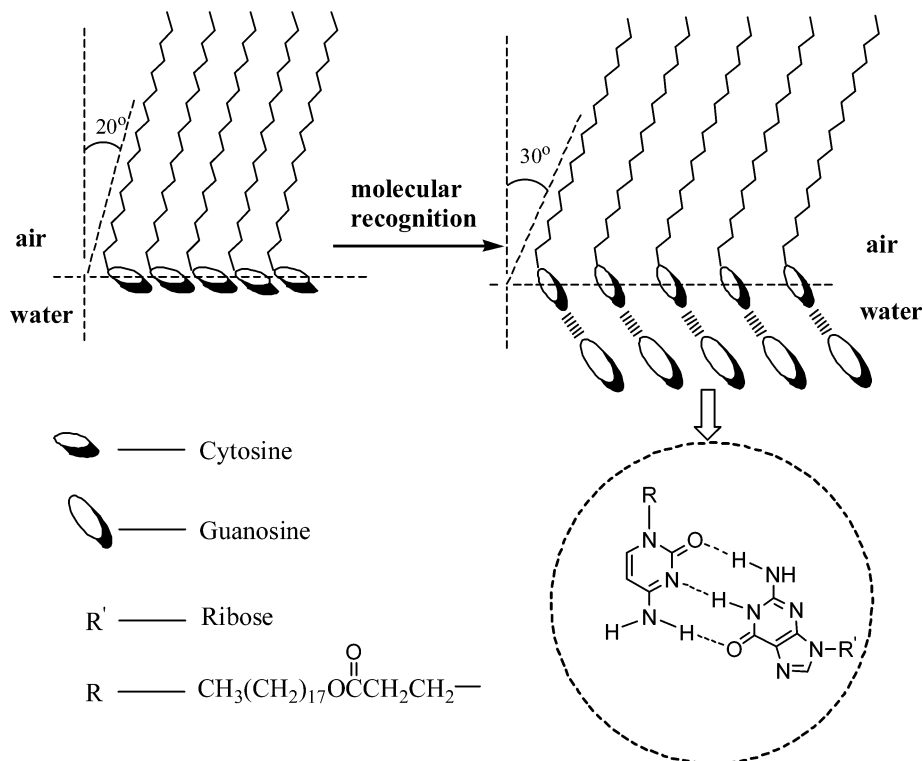 20°
30°
molecular
recognition
air
air
water
water
Cytosine
Guanosine
R' Ribose
R CH₃(CH₂)₁₇OCCH₂CH₂
O
R
N
O
H
NH
N
H
N
N
N
H
H
O
N
R'
N